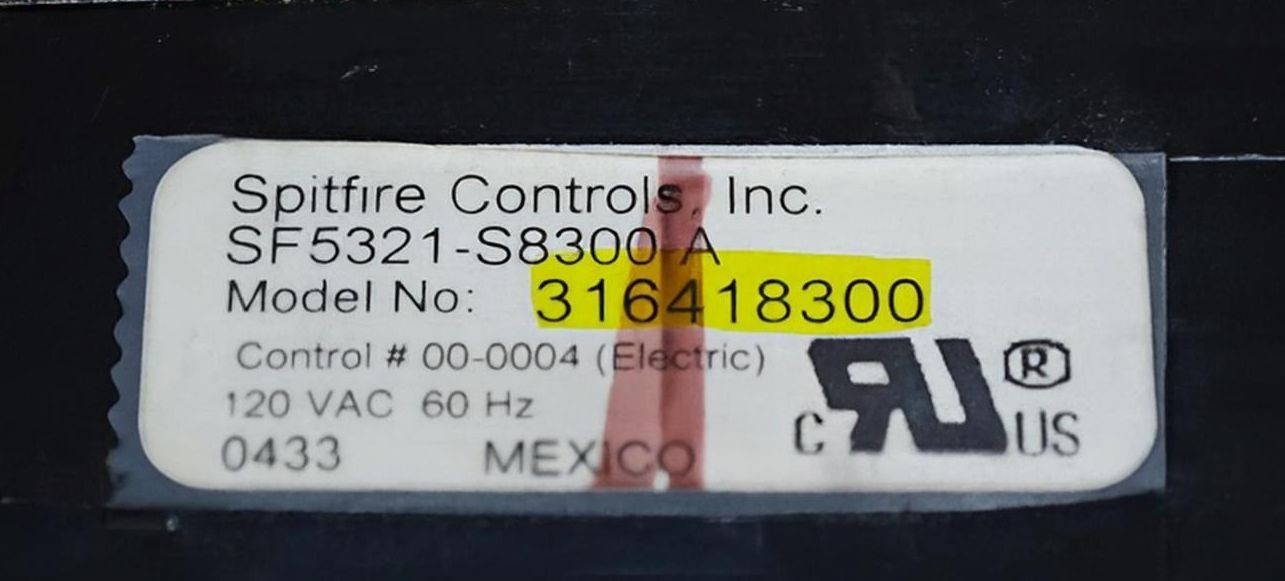 Spitfire Controls, Inc.
SF5321-S8300-A
Model No: 316418300
Control # 00-0004 (Electric)
120 VAC 60 Hz
0433 MEXICO
C RU ® US